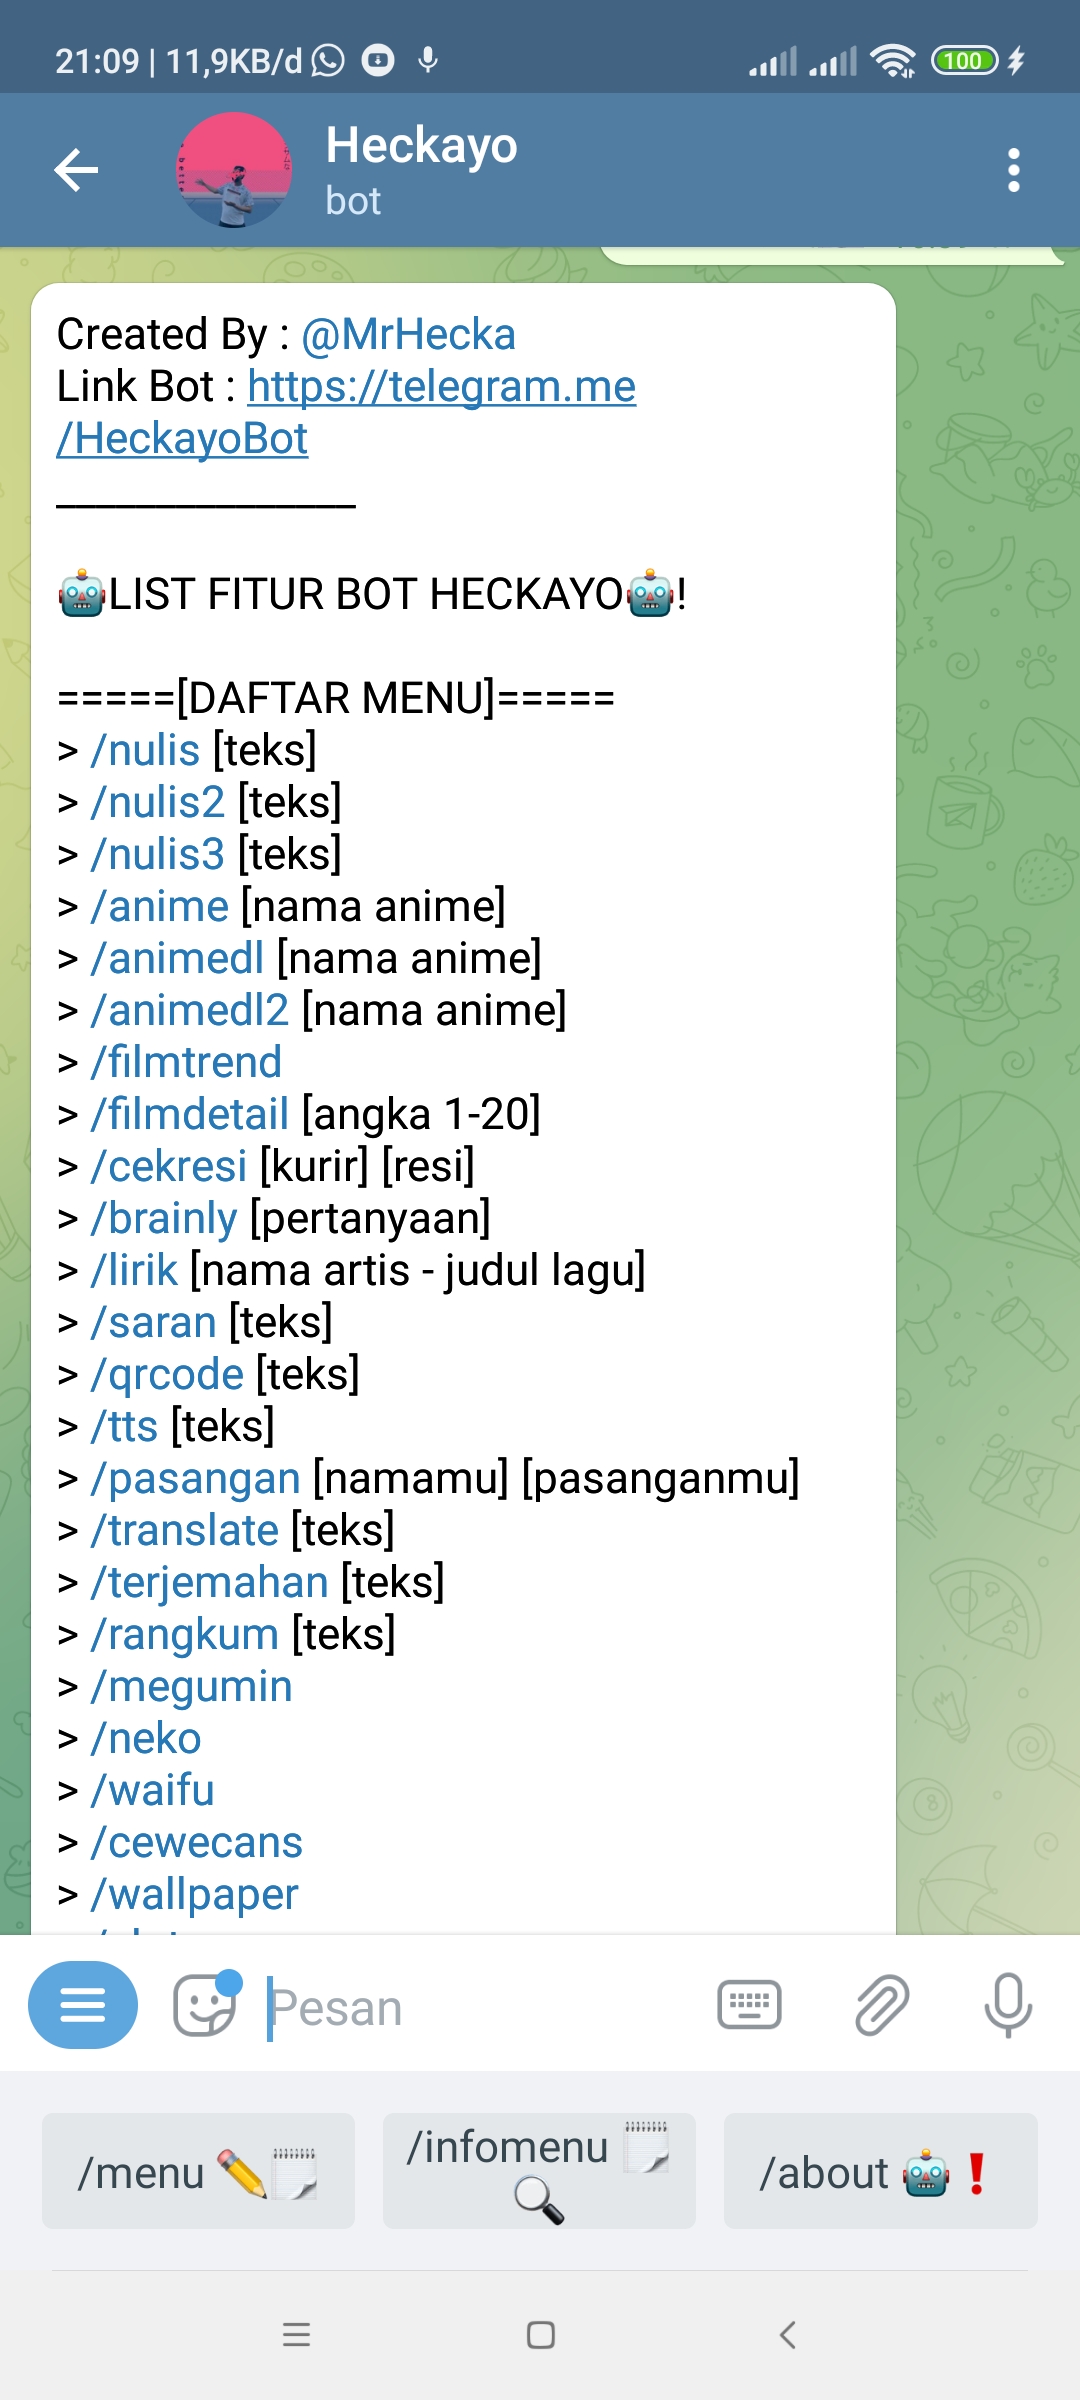 21:09 | 11,9KB/d
100
Heckayo
bot
Created By : @MrHecka
Link Bot : https://telegram.me
/HeckayoBot
_______________
🤖LIST FITUR BOT HECKAYO🤖!
=====[DAFTAR MENU]=====
> /nulis [teks]
> /nulis2 [teks]
> /nulis3 [teks]
> /anime [nama anime]
> /animedl [nama anime]
> /animedl2 [nama anime]
> /filmtrend
> /filmdetail [angka 1-20]
> /cekresi [kurir] [resi]
> /brainly [pertanyaan]
> /lirik [nama artis - judul lagu]
> /saran [teks]
> /qrcode [teks]
> /tts [teks]
> /pasangan [namamu] [pasanganmu]
> /translate [teks]
> /terjemahan [teks]
> /rangkum [teks]
> /megumin
> /neko
> /waifu
> /cewecans
> /wallpaper
Pesan
/menu ✏️🗒️
/infomenu 🗒️
🔍
/about 🤖❗